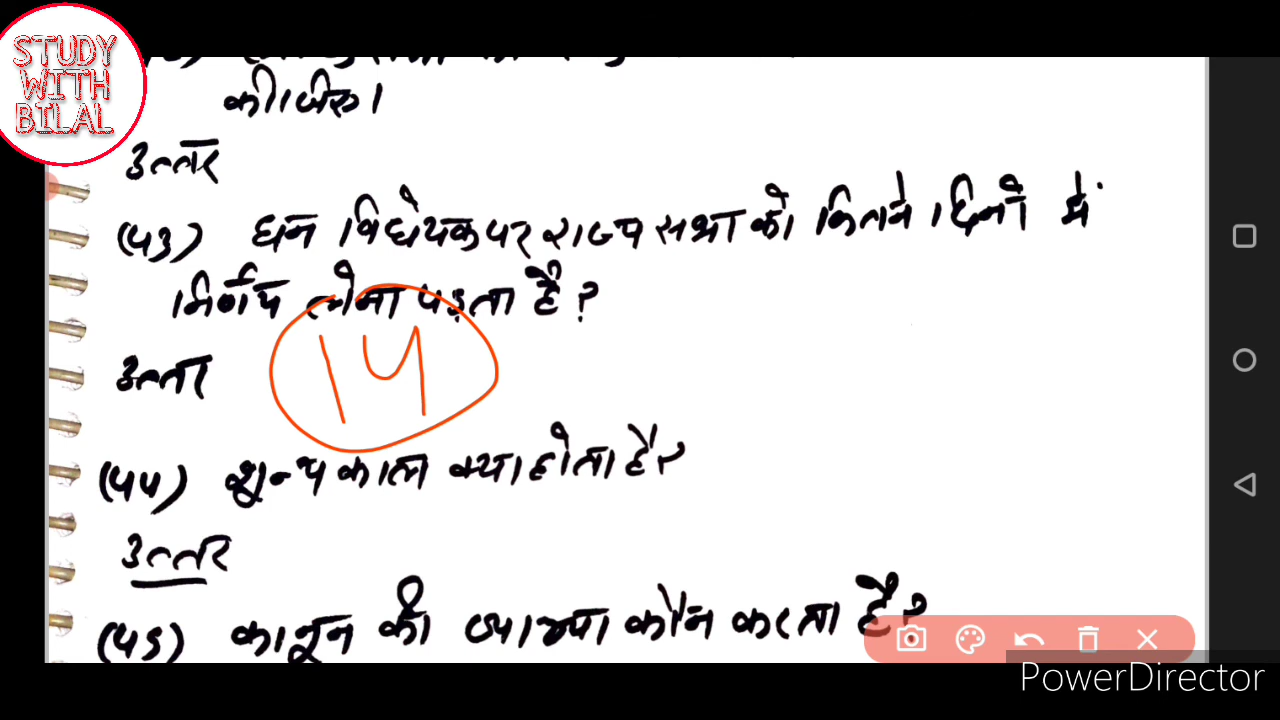 STUDY
WITH
BILAL
कीजिए।
उत्तर
(43) धन विधेयक पर राज्य सभा को कितने दिनों में
निर्णय लेना पड़ता है?
उत्तर
14
(44) शून्य काल क्या होता है?
उत्तर
(45) कानून की व्याख्या कौन करता है?
PowerDirector